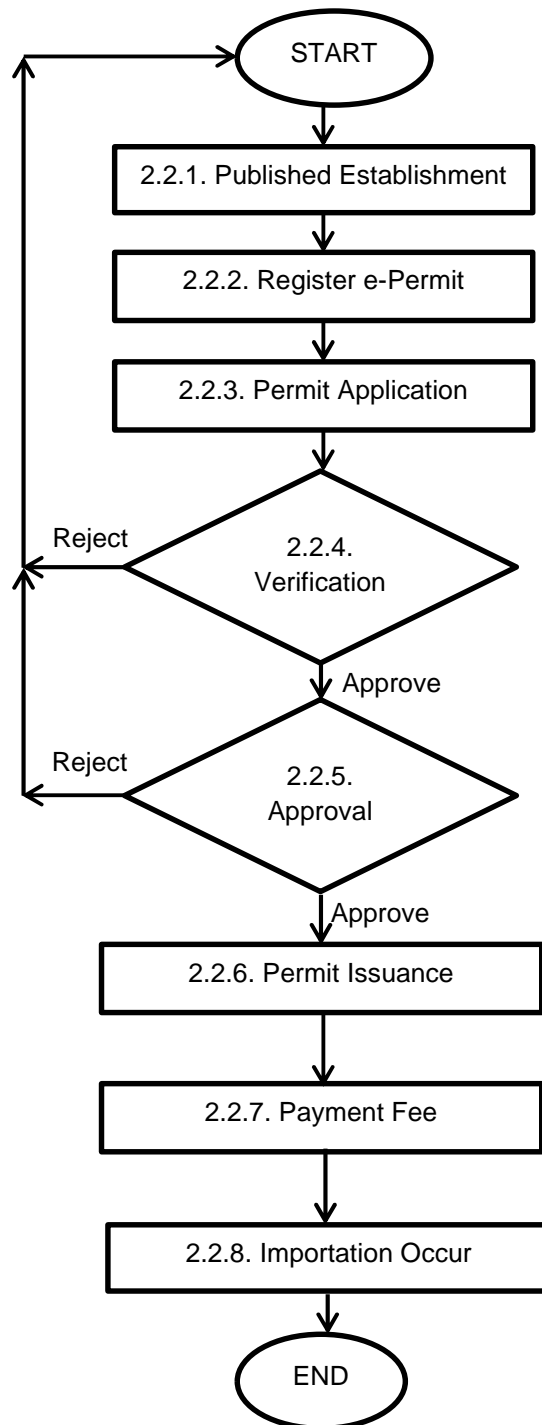 START
2.2.1. Published Establishment
2.2.2. Register e-Permit
2.2.3. Permit Application
Reject
2.2.4.
Verification
Approve
Reject
2.2.5.
Approval
Approve
2.2.6. Permit Issuance
2.2.7. Payment Fee
2.2.8. Importation Occur
END